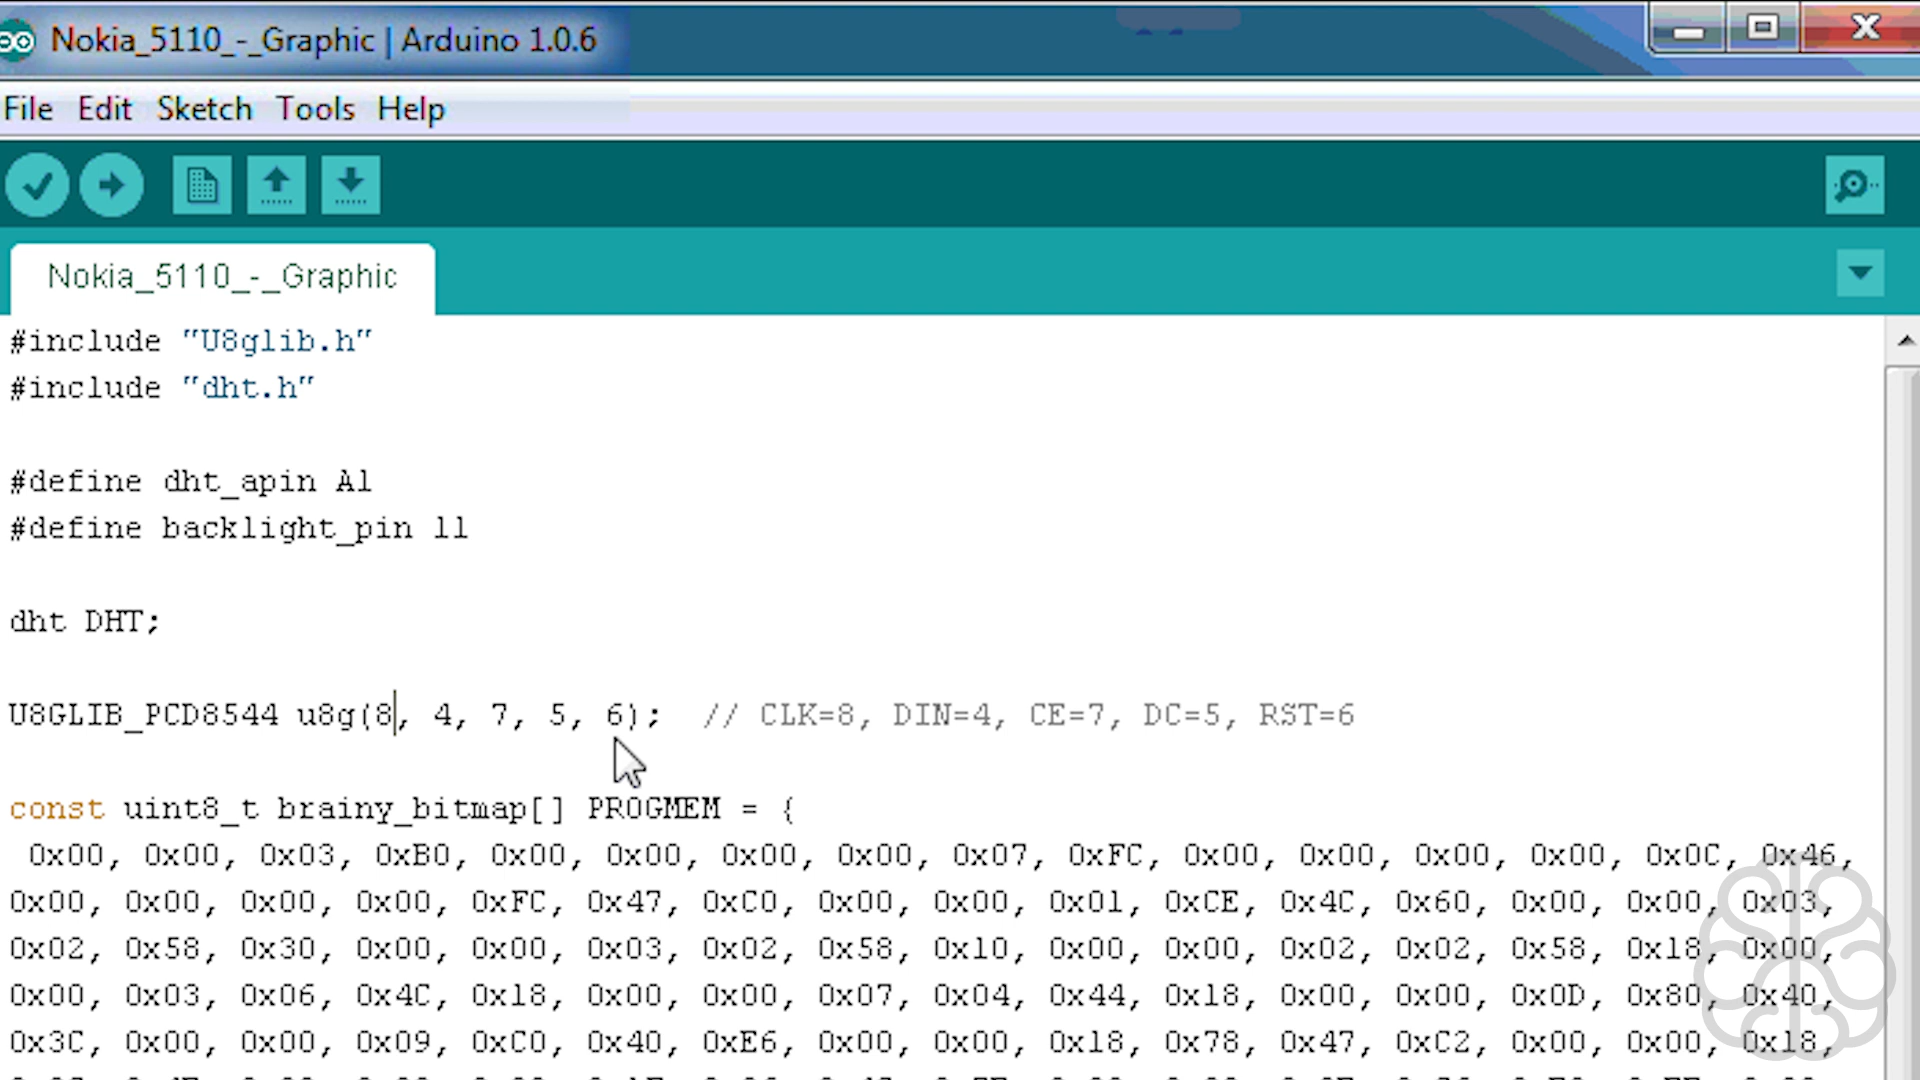 Nokia_5110_-_Graphic | Arduino 1.0.6
File Edit Sketch Tools Help
Nokia_5110_-_Graphic
#include "U8glib.h"
#include "dht.h"
#define dht_apin A1
#define backlight_pin 11
dht DHT;
U8GLIB_PCD8544 u8g(8, 4, 7, 5, 6);  // CLK=8, DIN=4, CE=7, DC=5, RST=6
const uint8_t brainy_bitmap[] PROGMEM = {
0x00, 0x00, 0x03, 0xB0, 0x00, 0x00, 0x00, 0x00, 0x07, 0xFC, 0x00, 0x00, 0x00, 0x00, 0x0C, 0x46,
0x00, 0x00, 0x00, 0x00, 0xFC, 0x47, 0xC0, 0x00, 0x00, 0x01, 0xCE, 0x4C, 0x60, 0x00, 0x00, 0x03,
0x02, 0x58, 0x30, 0x00, 0x00, 0x03, 0x02, 0x58, 0x10, 0x00, 0x00, 0x02, 0x02, 0x58, 0x18, 0x00,
0x00, 0x03, 0x06, 0x4C, 0x18, 0x00, 0x00, 0x07, 0x04, 0x44, 0x18, 0x00, 0x00, 0x0D, 0x80, 0x40,
0x3C, 0x00, 0x00, 0x09, 0xC0, 0x40, 0xE6, 0x00, 0x00, 0x18, 0x78, 0x47, 0xC2, 0x00, 0x00, 0x18,